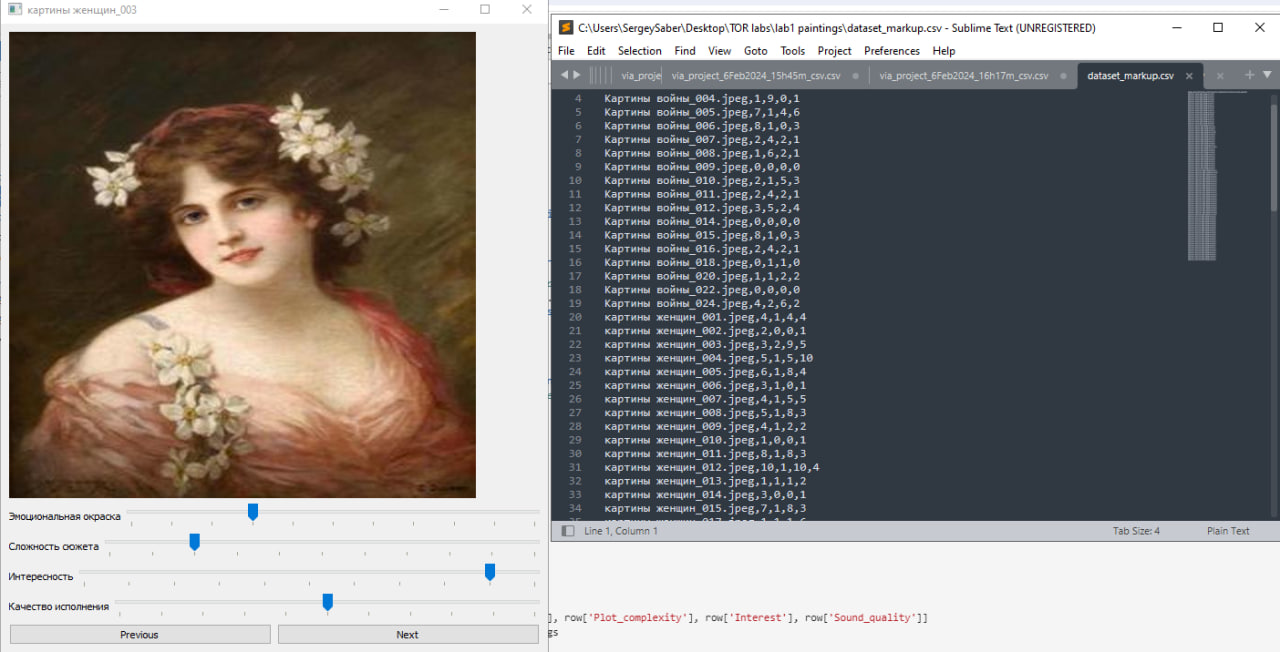 картины женщин_003
Эмоциональная окраска
Сложность сюжета
Интересность
Качество исполнения
Previous
Next
C:\Users\SergeySaber\Desktop\TOR labs\lab1 paintings\dataset_markup.csv - Sublime Text (UNREGISTERED)
File Edit Selection Find View Goto Tools Project Preferences Help
via_proje via_project_6Feb2024_15h45m_csv.csv via_project_6Feb2024_16h17m_csv.csv dataset_markup.csv
4 Картины войны_004.jpeg,1,9,0,1
5 Картины войны_005.jpeg,7,1,4,6
6 Картины войны_006.jpeg,8,1,0,3
7 Картины войны_007.jpeg,2,4,2,1
8 Картины войны_008.jpeg,1,6,2,1
9 Картины войны_009.jpeg,0,0,0,0
10 Картины войны_010.jpeg,2,1,5,3
11 Картины войны_011.jpeg,2,4,2,1
12 Картины войны_012.jpeg,3,5,2,4
13 Картины войны_014.jpeg,0,0,0,0
14 Картины войны_015.jpeg,8,1,0,3
15 Картины войны_016.jpeg,2,4,2,1
16 Картины войны_018.jpeg,0,1,1,0
17 Картины войны_020.jpeg,1,1,2,2
18 Картины войны_022.jpeg,0,0,0,0
19 Картины войны_024.jpeg,4,2,6,2
20 картины женщин_001.jpeg,4,1,4,4
21 картины женщин_002.jpeg,2,0,0,1
22 картины женщин_003.jpeg,3,2,9,5
23 картины женщин_004.jpeg,5,1,5,10
24 картины женщин_005.jpeg,6,1,8,4
25 картины женщин_006.jpeg,3,1,0,1
26 картины женщин_007.jpeg,4,1,5,5
27 картины женщин_008.jpeg,5,1,8,3
28 картины женщин_009.jpeg,4,1,2,2
29 картины женщин_010.jpeg,1,0,0,1
30 картины женщин_011.jpeg,8,1,8,3
31 картины женщин_012.jpeg,10,1,10,4
32 картины женщин_013.jpeg,1,1,1,2
33 картины женщин_014.jpeg,3,0,0,1
34 картины женщин_015.jpeg,7,1,8,3
Line 1, Column 1 Tab Size: 4 Plain Text
], row['Plot_complexity'], row['Interest'], row['Sound_quality']]
gs